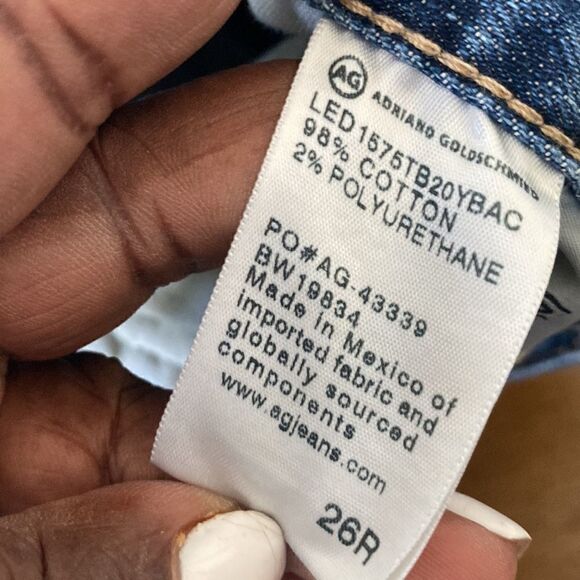 AG ADRIANO GOLDSCHMIED
LED1575TB20YBAC
98% COTTON
2% POLYURETHANE
PO#AG-43339
BW19834
Made in Mexico of
imported fabric and
globally sourced
components
www.agjeans.com
26R